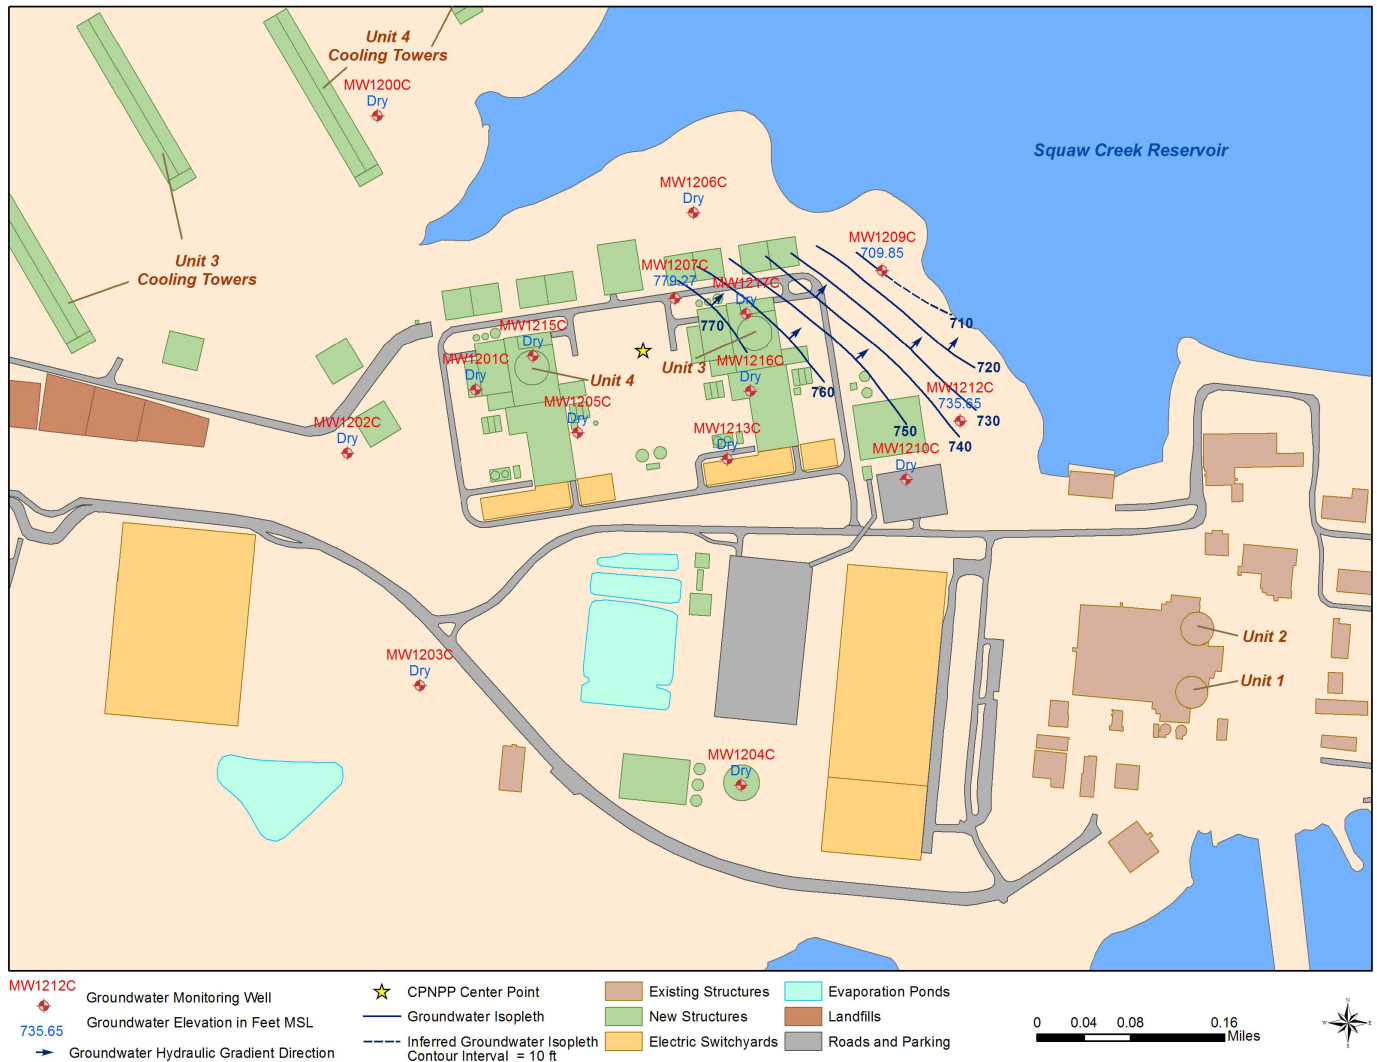 Unit 4
Cooling Towers
MW1200C
Dry
Squaw Creek Reservoir
MW1206C
Dry
Unit 3
Cooling Towers
MW1209C
709.85
MW1207C
779.27
MW1217C
Dry
770
710
MW1215C
Dry
MW1201C
Dry
Unit 4
Unit 3
MW1216C
Dry
720
760
MW1212C
735.65
730
MW1205C
Dry
MW1202C
Dry
MW1213C
Dry
750
740
MW1210C
Dry
MW1203C
Dry
Unit 2
Unit 1
MW1204C
Dry
MW1212C
Groundwater Monitoring Well
735.65
Groundwater Elevation in Feet MSL
Groundwater Hydraulic Gradient Direction
CPNPP Center Point
Groundwater Isopleth
Inferred Groundwater Isopleth
Contour Interval = 10 ft
Existing Structures
New Structures
Electric Switchyards
Evaporation Ponds
Landfills
Roads and Parking
0 0.04 0.08 0.16
Miles
N
W E
S